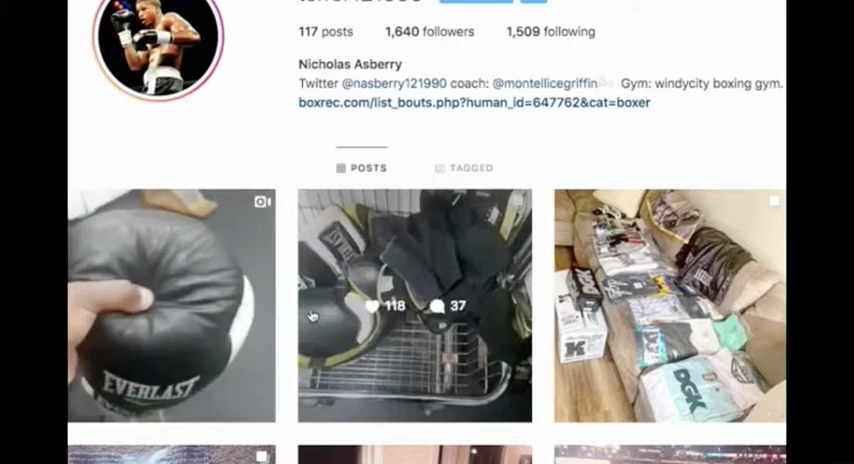 117 posts 1,640 followers 1,509 following
Nicholas Asberry
Twitter @nasberry121990 coach: @montellicegriffin Gym: windycity boxing gym.
boxrec.com/list_bouts.php?human_id=647762&cat=boxer
POSTS TAGGED
EVERLAST
118 37
DGK
DGK
DGK